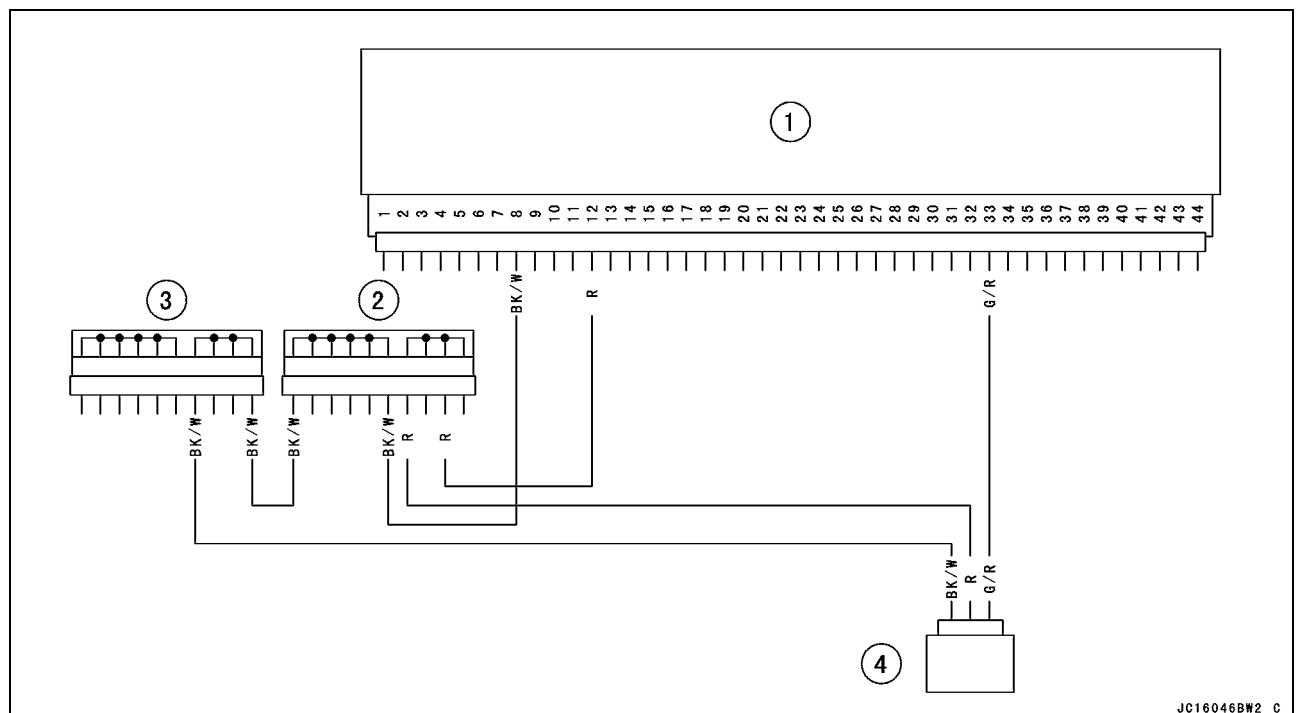 1
1 2 3 4 5 6 7 8 9 10 11 12 13 14 15 16 17 18 19 20 21 22 23 24 25 26 27 28 29 30 31 32 33 34 35 36 37 38 39 40 41 42 43 44
BK/W R G/R
3 2
BK/W BK/W BK/W BK/W R R
BK/W R G/R
4
JC16046BW2 C